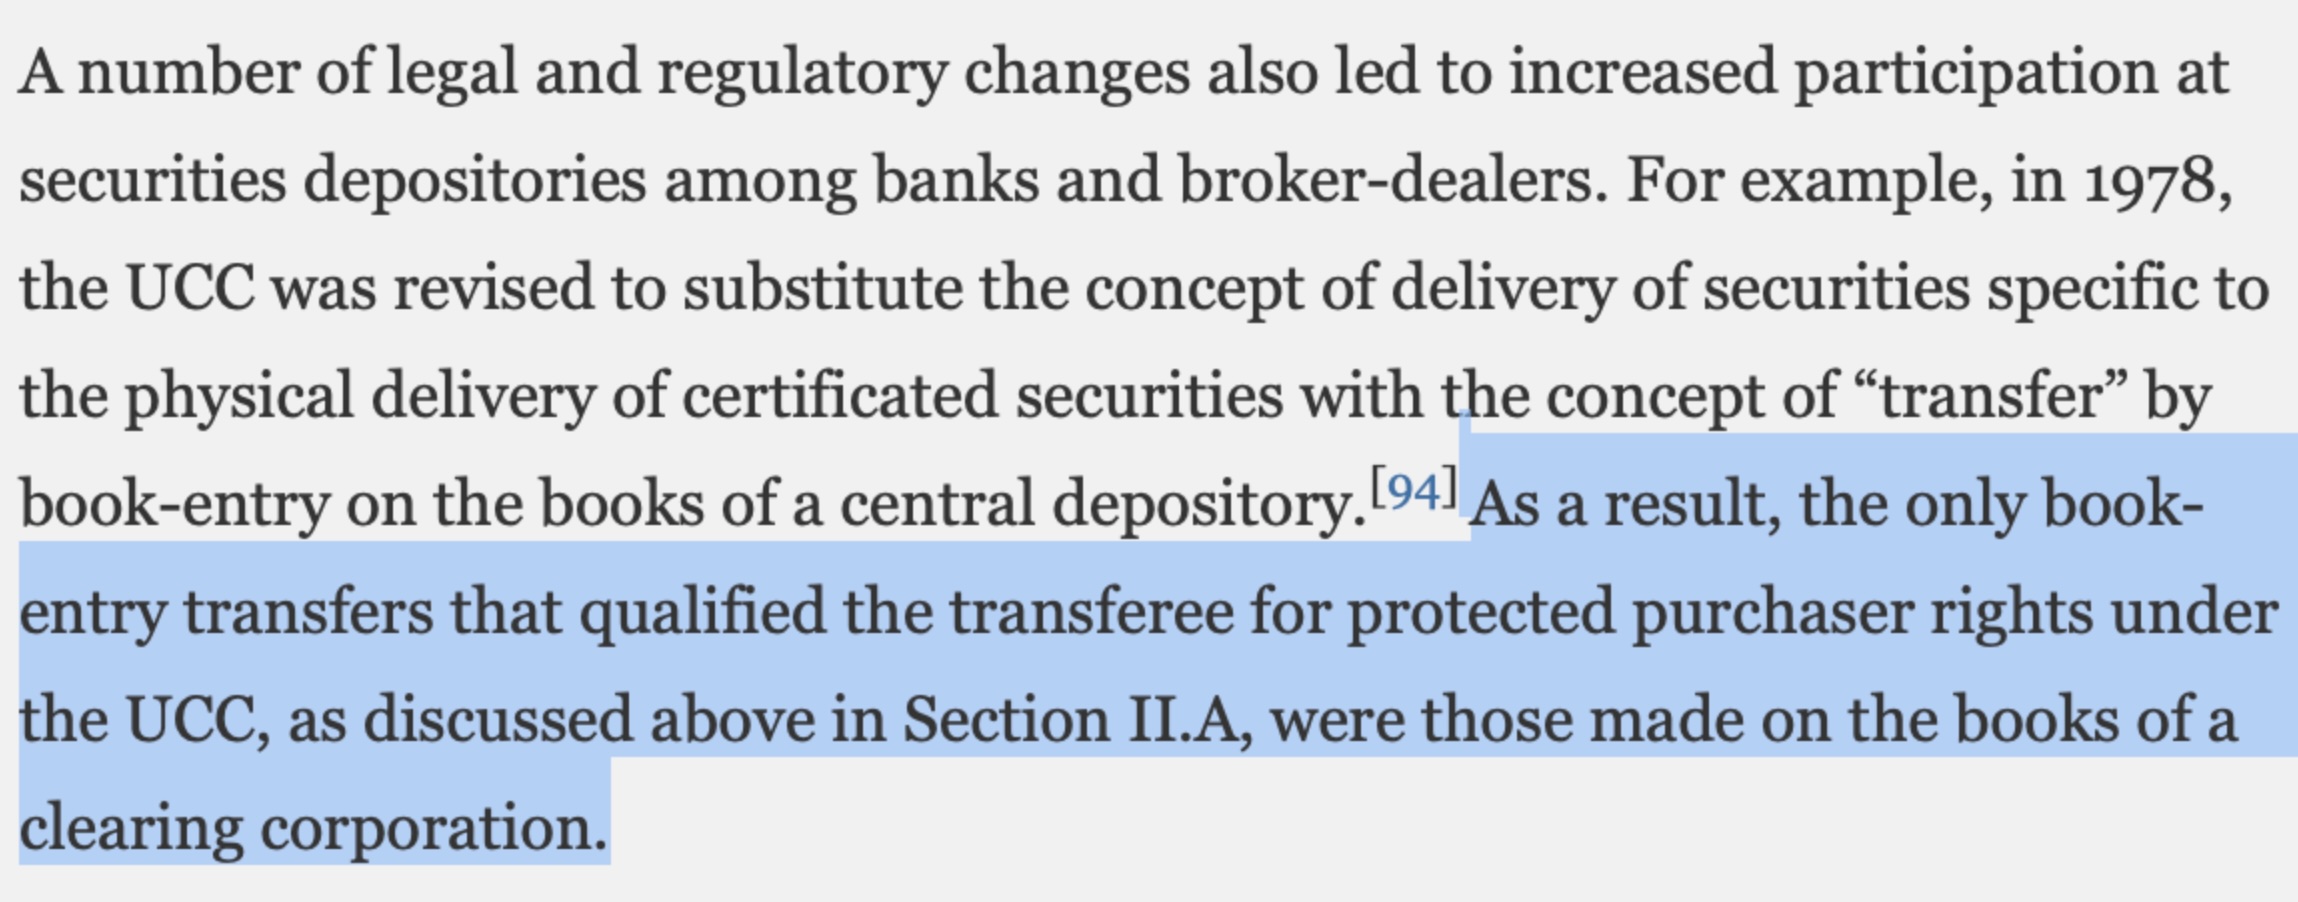 A number of legal and regulatory changes also led to increased participation at
securities depositories among banks and broker-dealers. For example, in 1978,
the UCC was revised to substitute the concept of delivery of securities specific to
the physical delivery of certificated securities with the concept of “transfer” by
book-entry on the books of a central depository.[94] As a result, the only book-
entry transfers that qualified the transferee for protected purchaser rights under
the UCC, as discussed above in Section II.A, were those made on the books of a
clearing corporation.